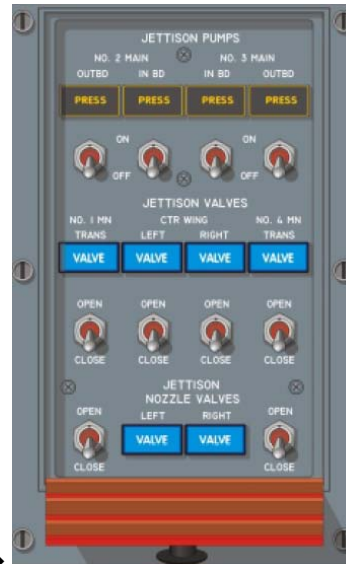 JETTISON PUMPS
NO. 2 MAIN NO. 3 MAIN
OUTBD IN BD IN BD OUTBD
PRESS PRESS PRESS PRESS
ON ON
OFF OFF
JETTISON VALVES
NO. 1 MN CTR WING NO. 4 MN
TRANS LEFT RIGHT TRANS
VALVE VALVE VALVE VALVE
OPEN OPEN OPEN OPEN
CLOSE CLOSE CLOSE CLOSE
JETTISON
NOZZLE VALVES
OPEN LEFT RIGHT OPEN
VALVE VALVE
CLOSE CLOSE